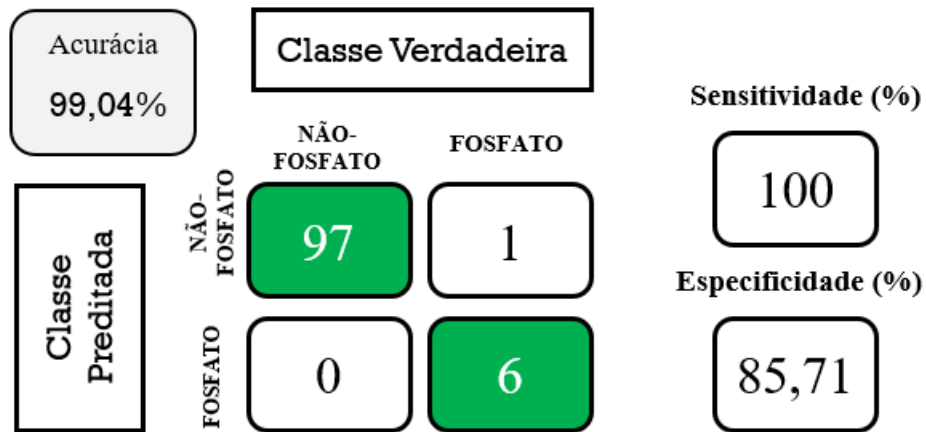 Acurácia
99,04%
Classe Verdadeira
NÃO-
FOSFATO
FOSFATO
Classe
Preditada
NÃO-
FOSFATO
97
1
FOSFATO
0
6
Sensitividade (%)
100
Especificidade (%)
85,71